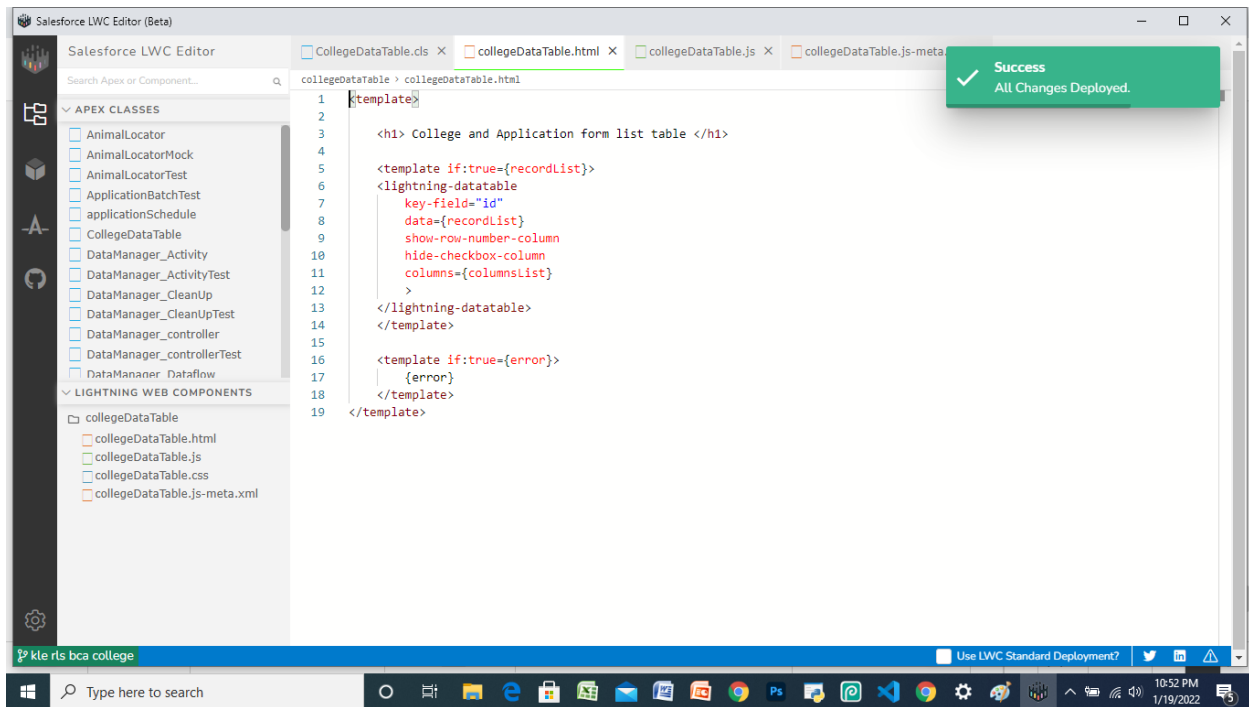 Salesforce LWC Editor (Beta)
Salesforce LWC Editor
Search Apex or Component...
APEX CLASSES
AnimalLocator
AnimalLocatorMock
AnimalLocatorTest
ApplicationBatchTest
applicationSchedule
CollegeDataTable
DataManager_Activity
DataManager_ActivityTest
DataManager_CleanUp
DataManager_CleanUpTest
DataManager_controller
DataManager_controllerTest
DataManager_Dataflow
LIGHTNING WEB COMPONENTS
collegeDataTable
collegeDataTable.html
collegeDataTable.js
collegeDataTable.css
collegeDataTable.js-meta.xml
CollegeDataTable.cls × collegeDataTable.html × collegeDataTable.js × collegeDataTable.js-meta.
collegeDataTable > collegeDataTable.html
Success
All Changes Deployed.
1 <template>
2
3 <h1> College and Application form list table </h1>
4
5 <template if:true={recordList}>
6 <lightning-datatable
7 key-field="id"
8 data={recordList}
9 show-row-number-column
10 hide-checkbox-column
11 columns={columnsList}
12 >
13 </lightning-datatable>
14 </template>
15
16 <template if:true={error}>
17 {error}
18 </template>
19 </template>
kle rls bca college
Use LWC Standard Deployment?
in
Type here to search
Ps
10:52 PM
1/19/2022
5